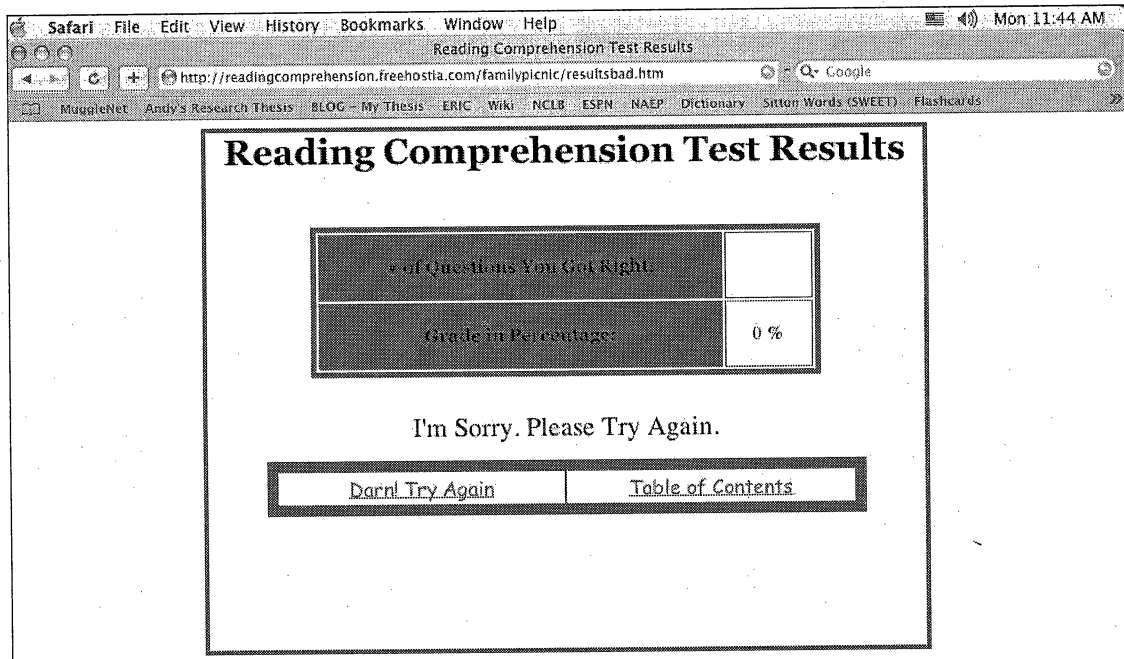 Safari File Edit View History Bookmarks Window Help Mon 11:44 AM
Reading Comprehension Test Results
http://readingcomprehension.freehostia.com/familypicnic/resultsbad.htm Google
MuggleNet Andy's Research Thesis BLOG - My Thesis ERIC Wiki NCLB ESPN NAEP Dictionary Sitton Words (SWEET) Flashcards
Reading Comprehension Test Results
# of Questions You Got Right:
Grade in Percentage: 0 %
I'm Sorry. Please Try Again.
Darn! Try Again Table of Contents